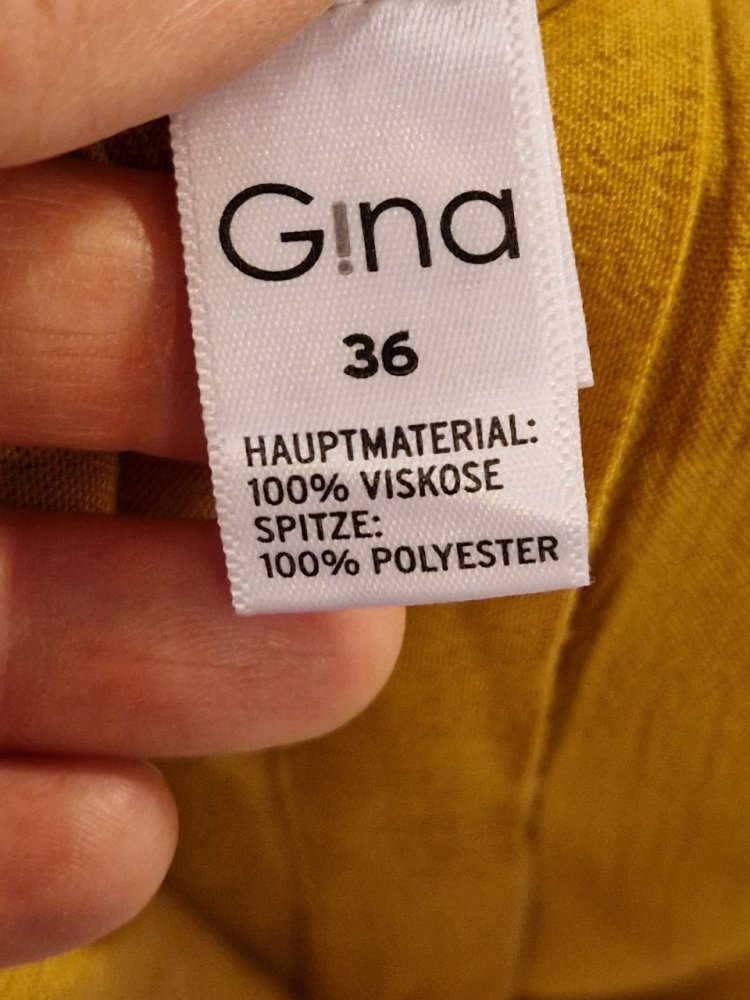 G!na
36
HAUPTMATERIAL:
100% VISKOSE
SPITZE:
100% POLYESTER